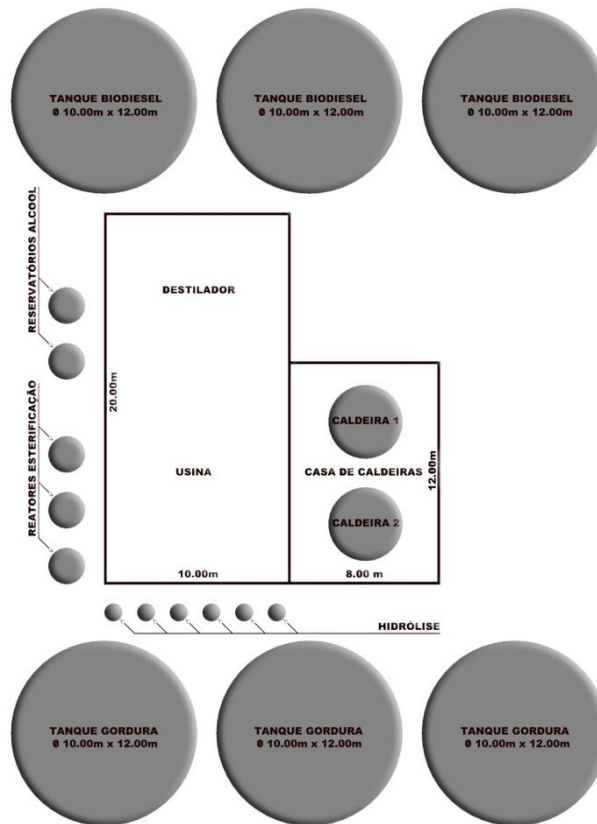 TANQUE BIODIESEL
Ø 10.00m x 12.00m
TANQUE BIODIESEL
Ø 10.00m x 12.00m
TANQUE BIODIESEL
Ø 10.00m x 12.00m
RESERVATÓRIOS ALCOOL
DESTILADOR
20.00m
REATORES ESTERIFICAÇÃO
USINA
CALDEIRA 1
CASA DE CALDEIRAS
12.00m
CALDEIRA 2
10.00m
8.00 m
HIDRÓLISE
TANQUE GORDURA
Ø 10.00m x 12.00m
TANQUE GORDURA
Ø 10.00m x 12.00m
TANQUE GORDURA
Ø 10.00m x 12.00m